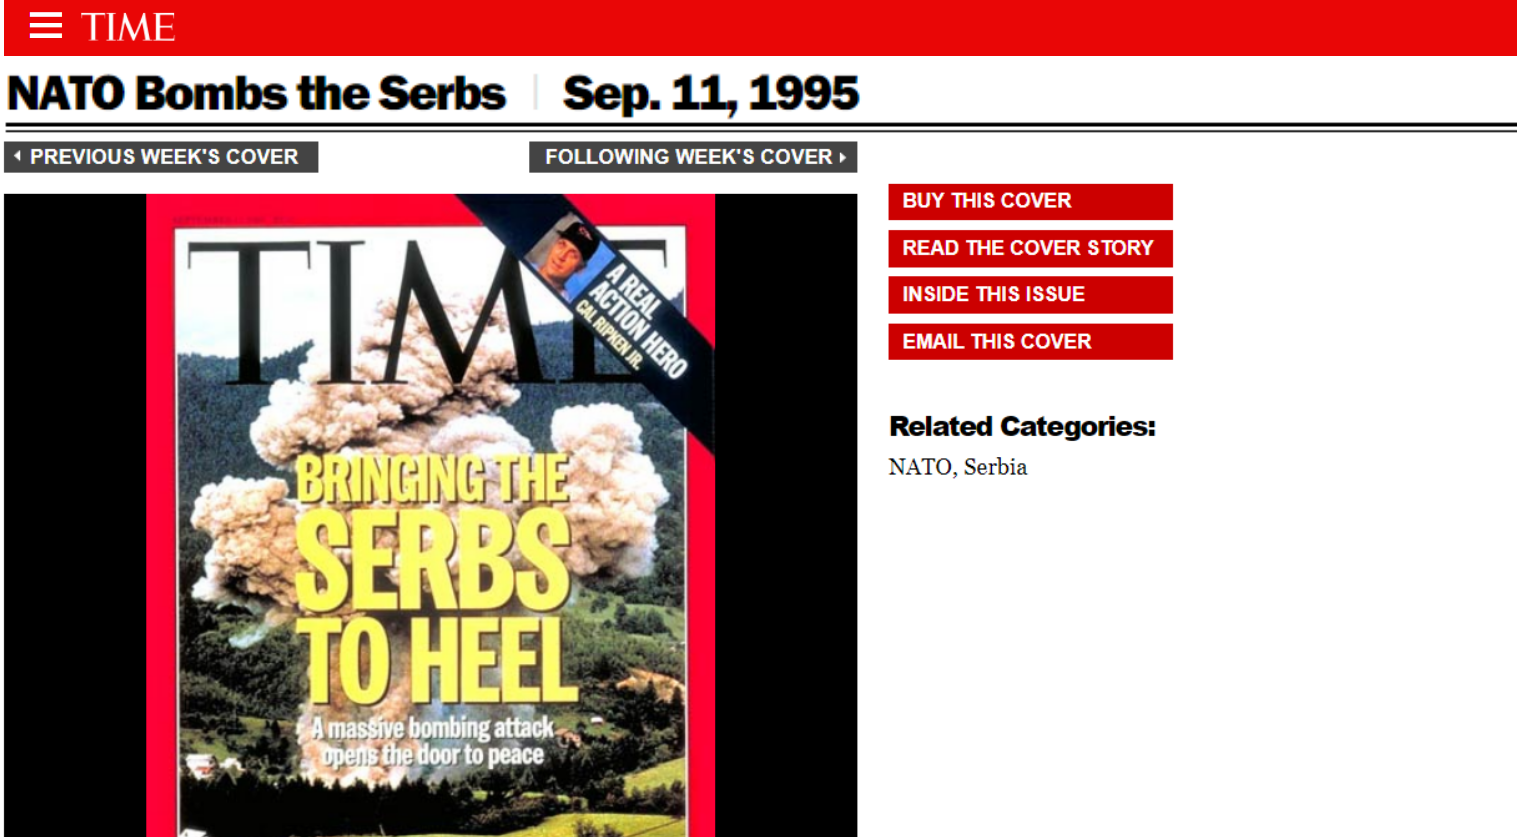 TIME
NATO Bombs the Serbs | Sep. 11, 1995
PREVIOUS WEEK'S COVER
FOLLOWING WEEK'S COVER
TIME
A REAL
ACTION HERO
CAL RIPKEN JR.
BRINGING THE
SERBS
TO HEEL
A massive bombing attack
opens the door to peace
BUY THIS COVER
READ THE COVER STORY
INSIDE THIS ISSUE
EMAIL THIS COVER
Related Categories:
NATO, Serbia